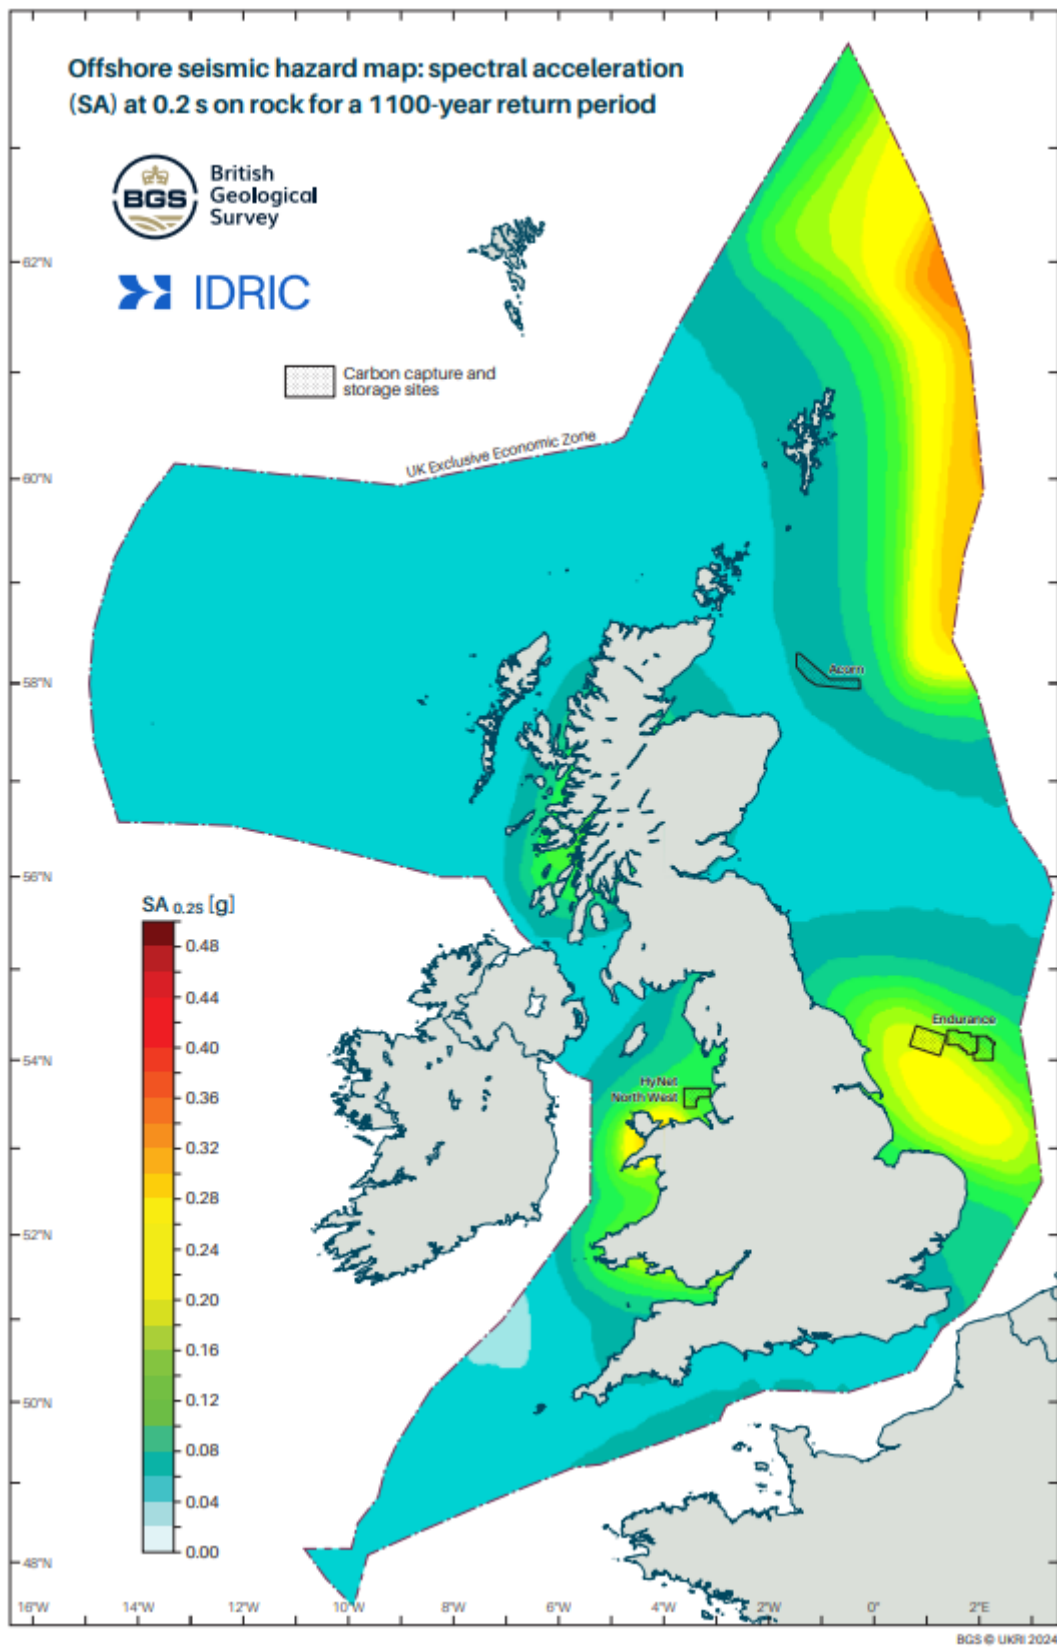 Offshore seismic hazard map: spectral acceleration
(SA) at 0.2 s on rock for a 1100-year return period
BGS
British
Geological
Survey
IDRIC
Carbon capture and
storage sites
UK Exclusive Economic Zone
62°N
60°N
58°N
56°N
54°N
52°N
50°N
48°N
Acorn
Endurance
HyNet
North West
SA 0.2S [g]
0.48
0.44
0.40
0.36
0.32
0.28
0.24
0.20
0.16
0.12
0.08
0.04
0.00
16°W
14°W
12°W
10°W
8°W
6°W
4°W
2°W
0°
2°E
BGS © UKRI 2024